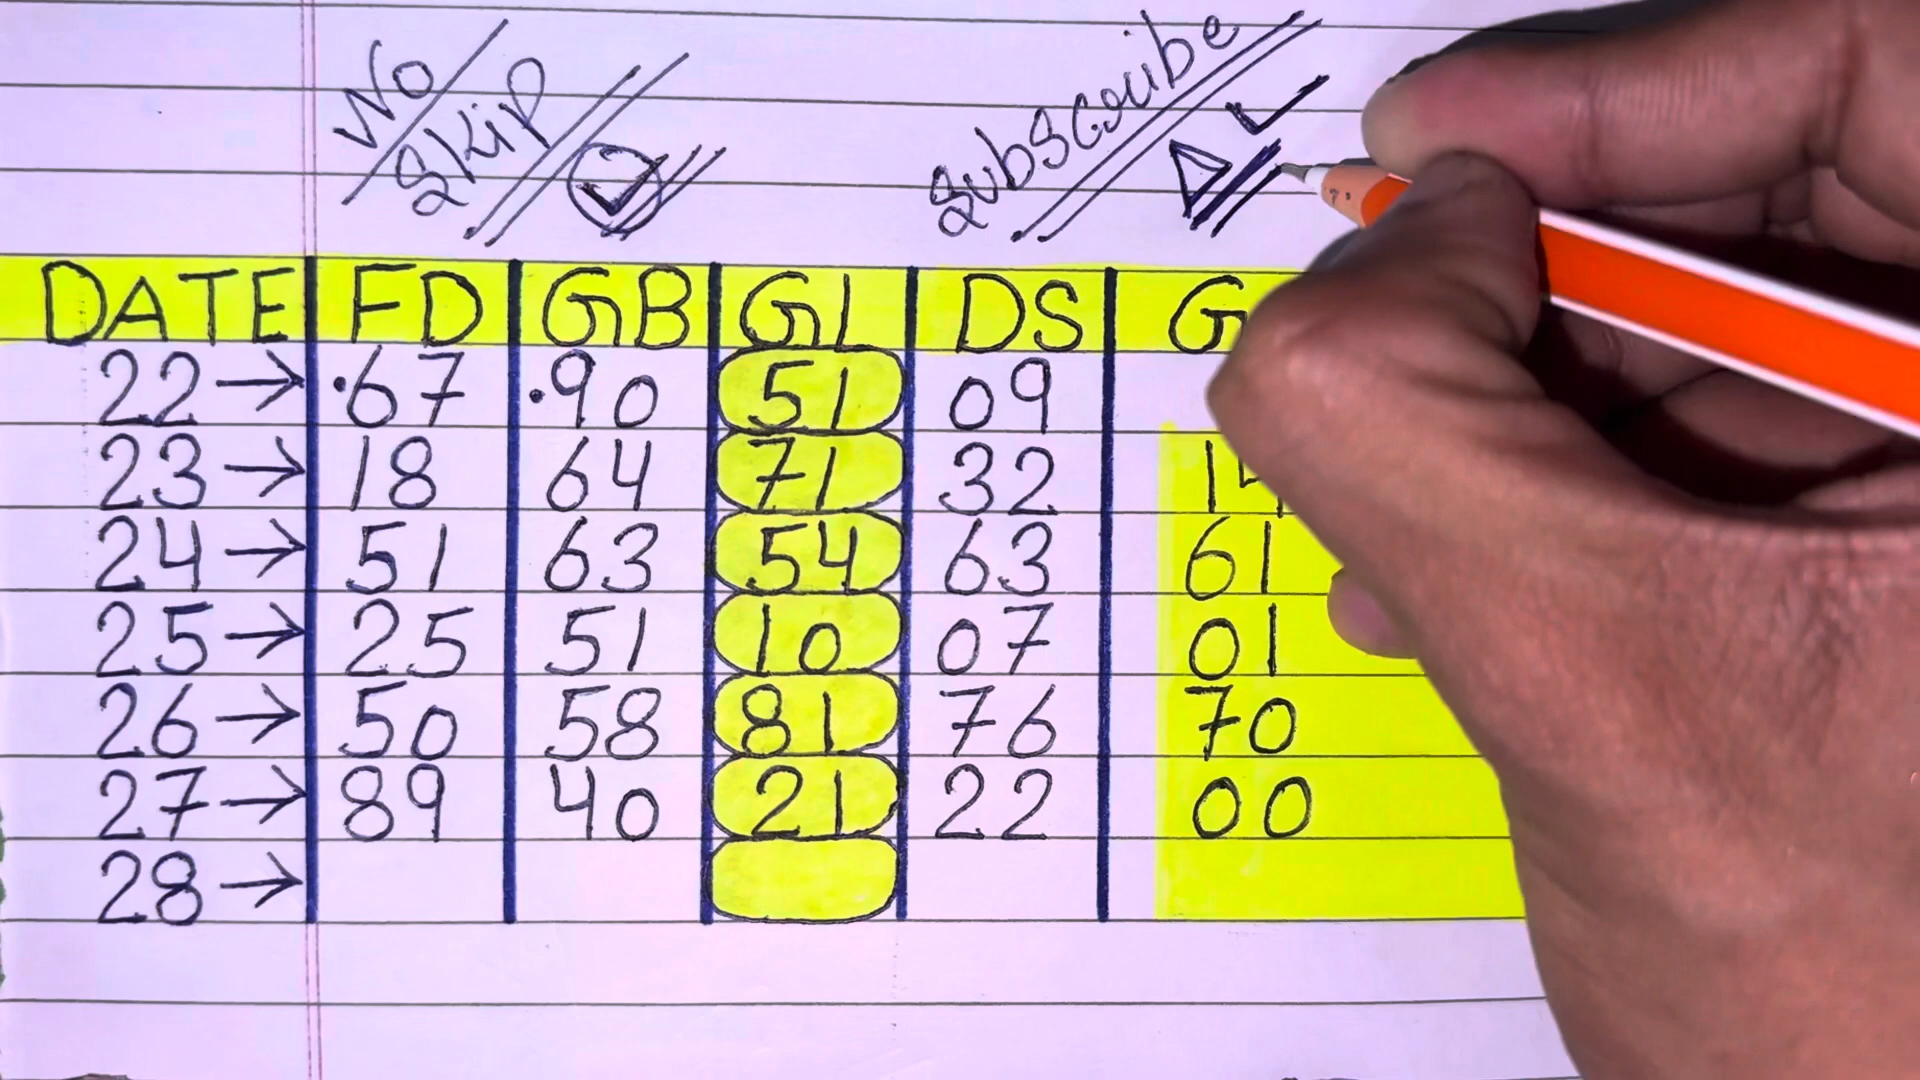 No
Skip
Subscribe
DATE FD GB GL DS G
22→ 67 90 51 09
23→ 18 64 71 32 14
24→ 51 63 54 63 61
25→ 25 51 10 07 01
26→ 50 58 81 76 70
27→ 89 40 21 22 00
28→